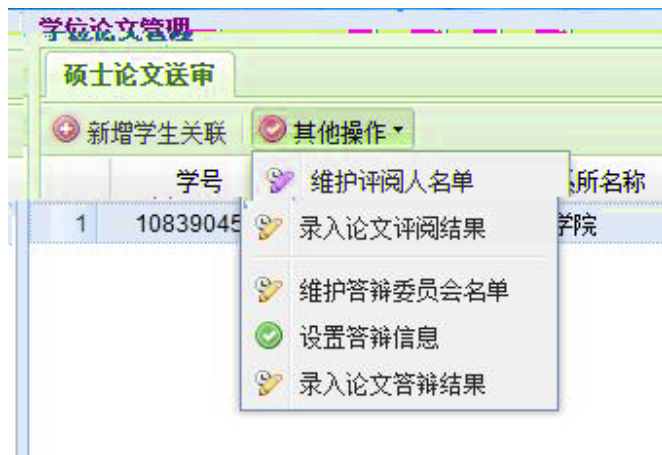 学位论文管理
硕士论文送审
新增学生关联 其他操作
学号 系所名称
1 10839045 学院
维护评阅人名单
录入论文评阅结果
维护答辩委员会名单
设置答辩信息
录入论文答辩结果